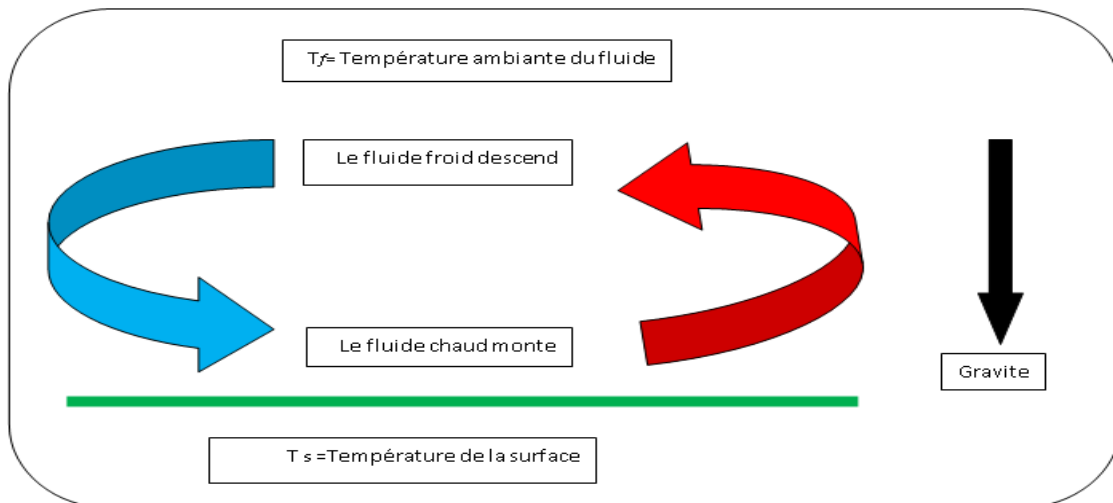 Tf= Température ambiante du fluide
Le fluide froid descend
Le fluide chaud monte
Gravite
T s =Température de la surface